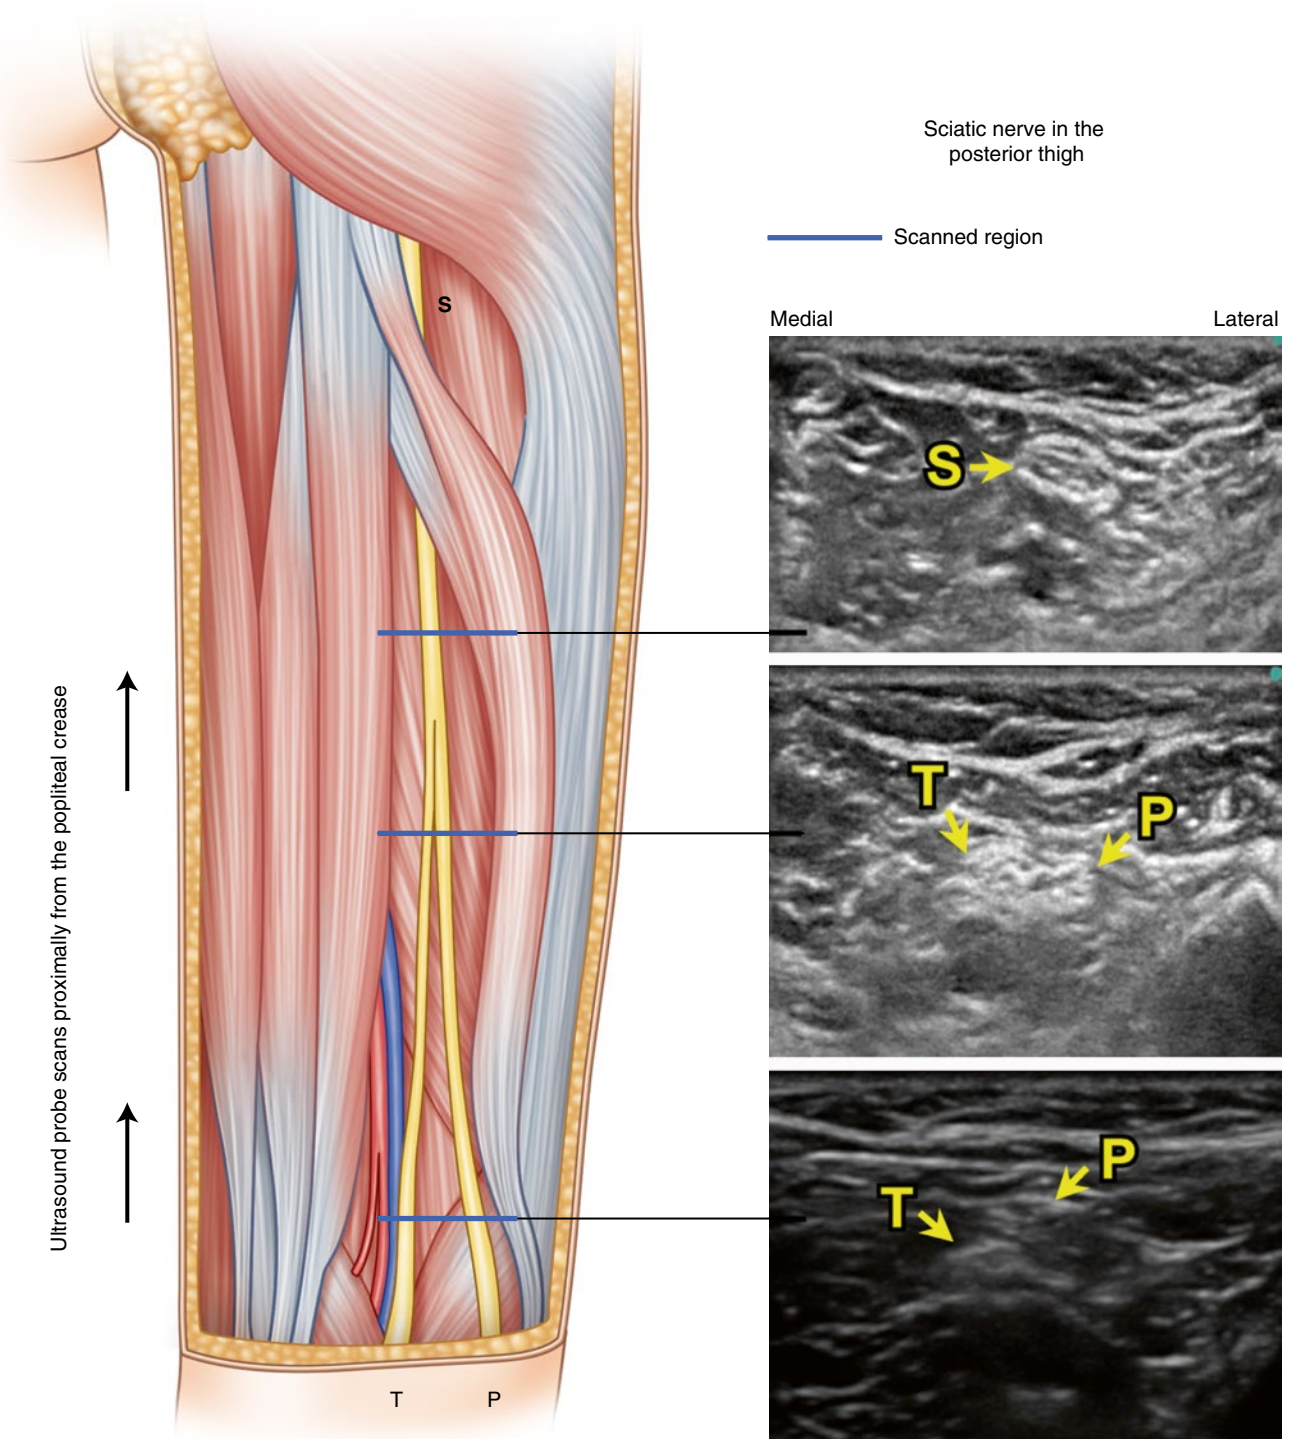 Sciatic nerve in the
posterior thigh
Scanned region
Medial
Lateral
S
S
T
P
P
T
T
P
Ultrasound probe scans proximally from the popliteal crease